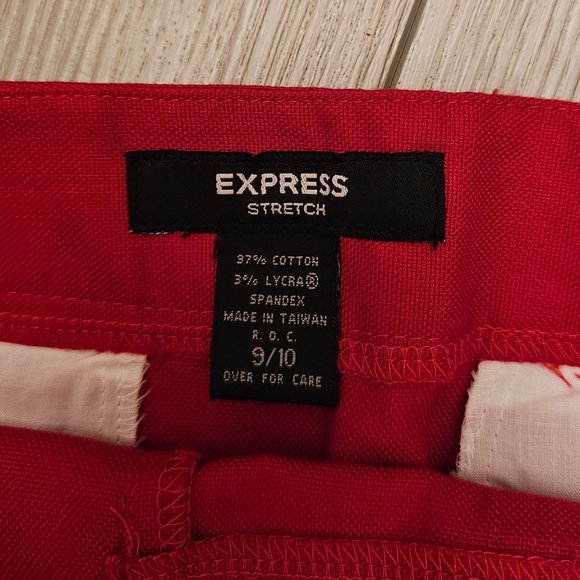 EXPRESS
STRETCH
97% COTTON
3% LYCRA®
SPANDEX
MADE IN TAIWAN
R. O. C.
9/10
OVER FOR CARE